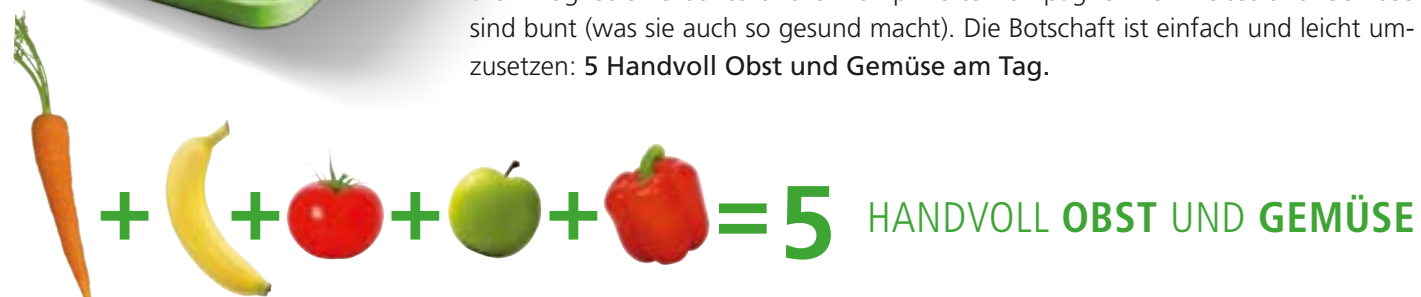 sind bunt (was sie auch so gesund macht). Die Botschaft ist einfach und leicht um-
zusetzen: 5 Handvoll Obst und Gemüse am Tag.
+ + + + = 5 HANDVOLL OBST UND GEMÜSE